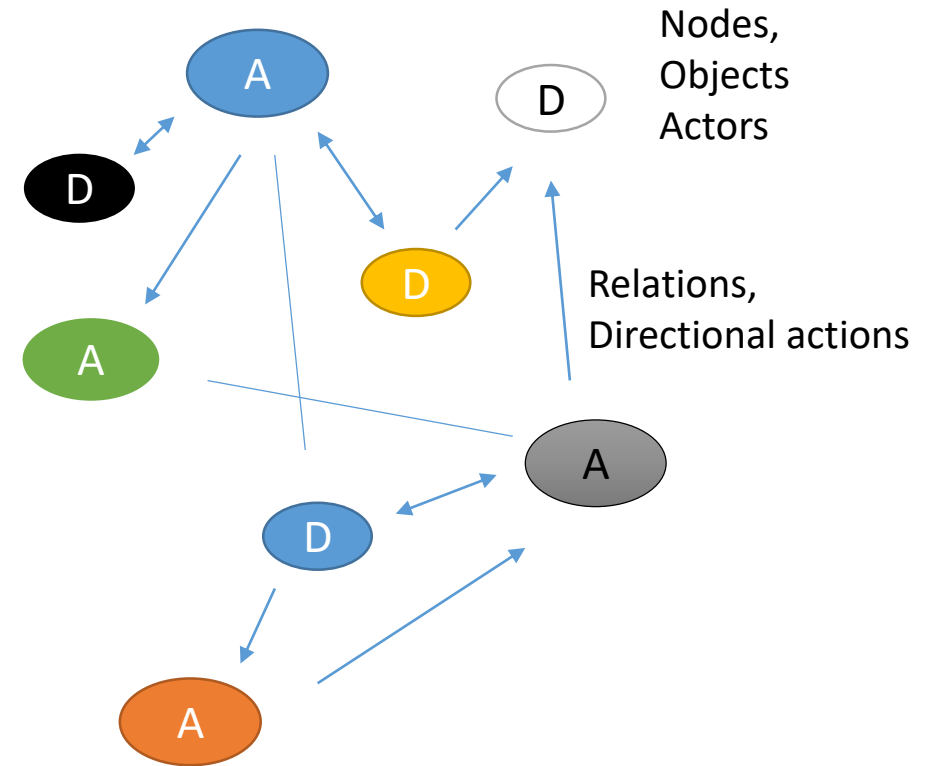 Nodes,
Objects
Actors
A
D
D
D
Relations,
Directional actions
A
A
D
A